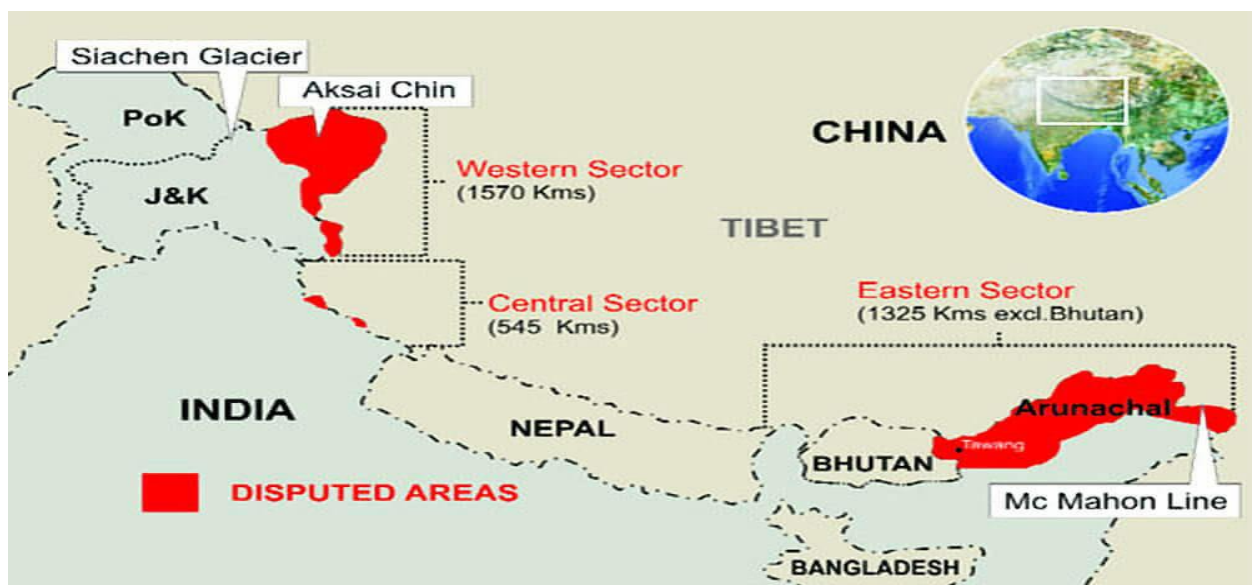 Siachen Glacier
Aksai Chin
PoK
CHINA
Western Sector
(1570 Kms)
J&K
TIBET
Central Sector
(545 Kms)
Eastern Sector
(1325 Kms excl.Bhutan)
INDIA
NEPAL
Arunachal
Tawang
BHUTAN
DISPUTED AREAS
Mc Mahon Line
BANGLADESH